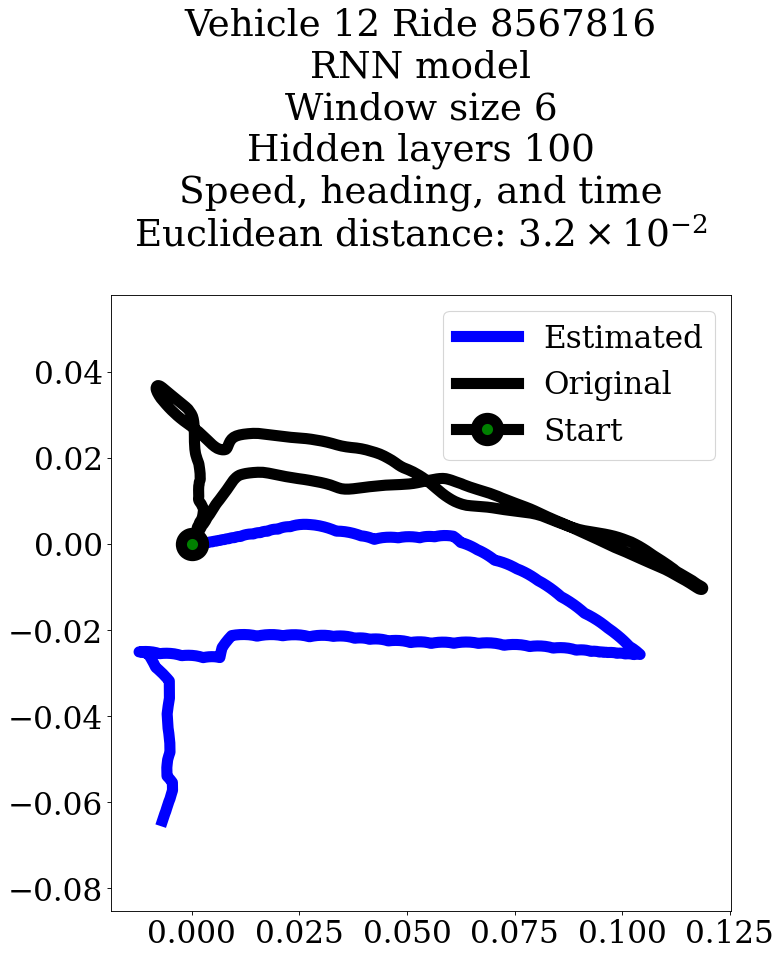 Vehicle 12 Ride 8567816
RNN model
Window size 6
Hidden layers 100
Speed, heading, and time
Euclidean distance: 3.2 × 10⁻²
Estimated
Original
Start
0.04
0.02
0.00
−0.02
−0.04
−0.06
−0.08
0.000 0.025 0.050 0.075 0.100 0.125